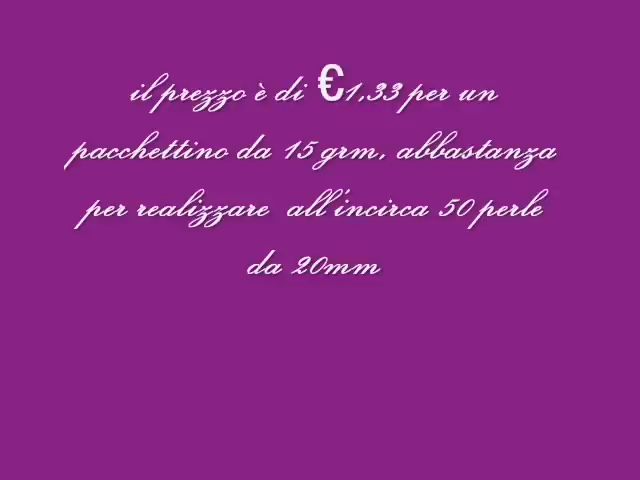 il prezzo è di €1,33 per un
pacchettino da 15 grm, abbastanza
per realizzare all'incirca 50 perle
da 20mm